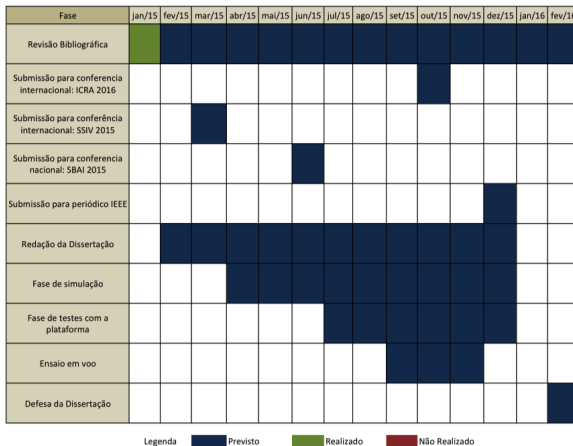 Fase jan/15 fev/15 mar/15 abr/15 mai/15 jun/15 jul/15 ago/15 set/15 out/15 nov/15 dez/15 jan/16 fev/16
Revisão Bibliográfica
Submissão para conferencia
internacional: ICRA 2016
Submissão para conferência
internacional: SSIV 2015
Submissão para conferencia
nacional: SBAI 2015
Submissão para periódico IEEE
Redação da Dissertação
Fase de simulação
Fase de testes com a
plataforma
Ensaio em voo
Defesa da Dissertação
Legenda Previsto Realizado Não Realizado